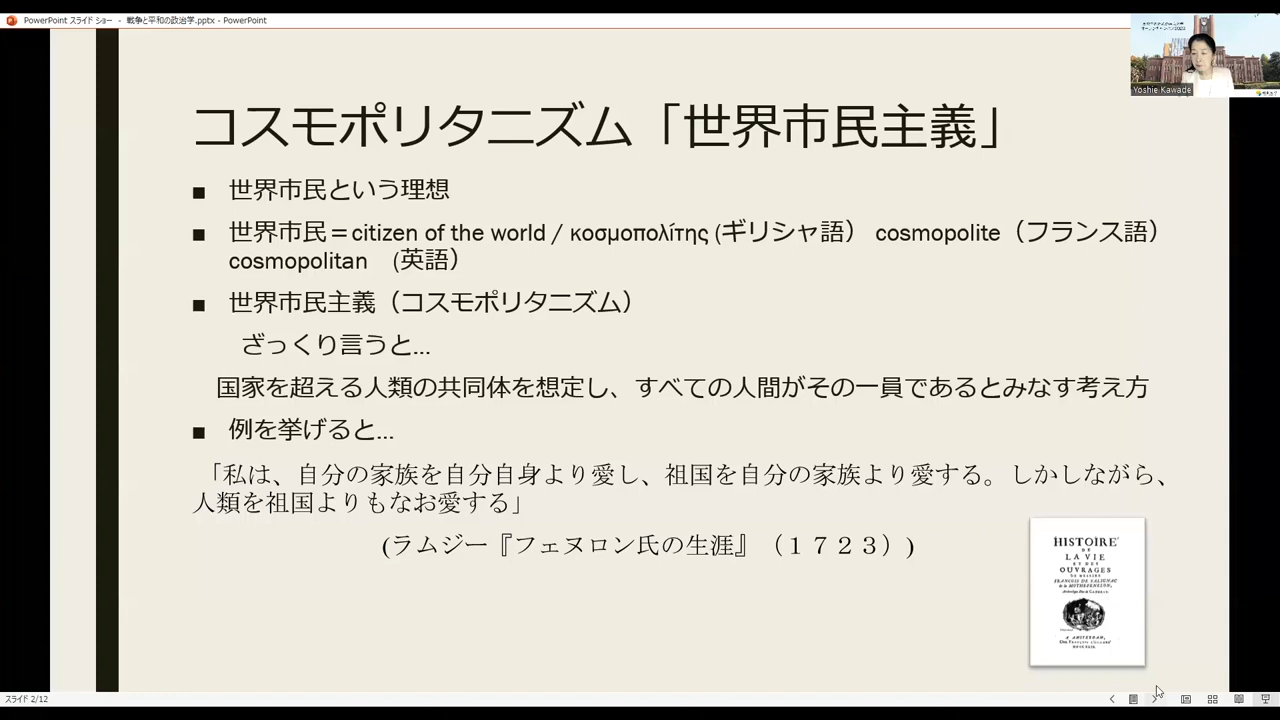 PowerPoint スライド ショー - 戦争と平和の政治学.pptx - PowerPoint
Yoshie Kawade
コスモポリタニズム「世界市民主義」
■ 世界市民という理想
■ 世界市民＝citizen of the world / κοσμοπολίτης (ギリシャ語） cosmopolite（フランス語）
cosmopolitan (英語）
■ 世界市民主義（コスモポリタニズム）
ざっくり言うと...
国家を超える人類の共同体を想定し、すべての人間がその一員であるとみなす考え方
■ 例を挙げると...
「私は、自分の家族を自分自身より愛し、祖国を自分の家族より愛する。しかしながら、
人類を祖国よりもなお愛する」
(ラムジー『フェヌロン氏の生涯』（１７２３）)
HISTOIRE
DE
LA VIE
ET DES
OUVRAGES
DE MESSIRE
FRANÇOIS DE SALIGNAC
A AMSTERDAM,
スライド 2/12